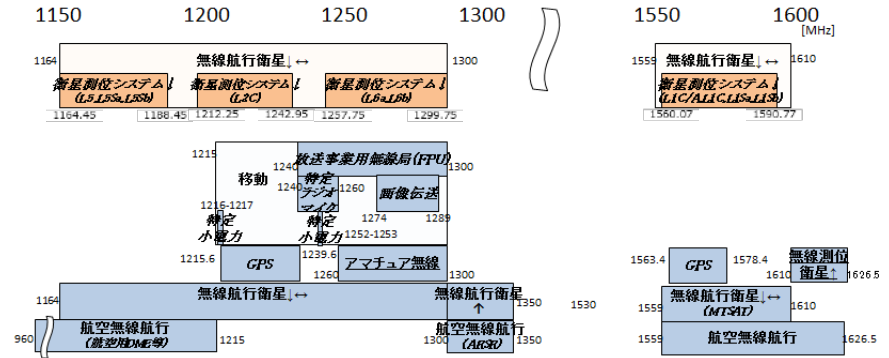 1150 1200 1250 1300 1550 1600
[MHz]
1164 無線航行衛星↓↔ 1300 1559 無線航行衛星↓↔ 1610
衛星測位システム↓ 衛星測位システム↓ 衛星測位システム↓ 衛星測位システム↓
(L5,L5Sa,L5Sb) (L2C) (L6a,L6b) (L1C/A,L1C,L1Sa,L1Sb)
1164.45 1188.45 1212.25 1242.95 1257.75 1299.75 1560.07 1590.77
1215 1240 放送事業用無線局(FPU) 1300
移動 1240 特定 1260 画像伝送
ラジオ
マイク
1216-1217 1274 1289
特定 特定
小電力 小電力 1252-1253
1215.6 GPS 1239.6 アマチュア無線 1563.4 GPS 1578.4 無線測位
1260 1300 1610 衛星↑ 1626.5
1164 無線航行衛星↓↔ 無線航行衛星 1350 1530 1559 無線航行衛星↓↔ 1610
↑ (MTSAT)
960 航空無線航行 1215 1300 航空無線航行 1350 1559 航空無線航行 1626.5
(航空用DME等) (ARSR)